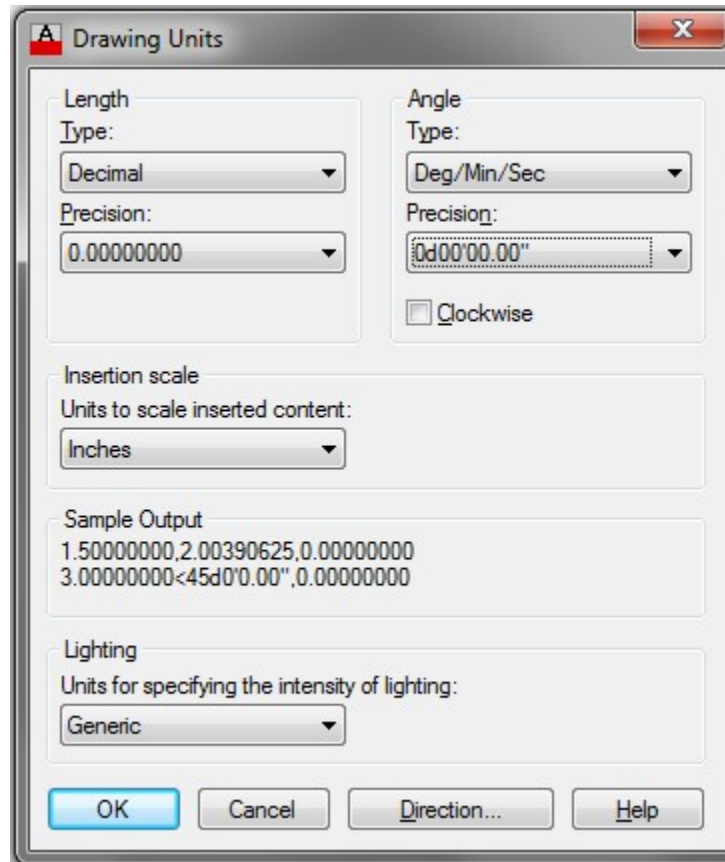 A Drawing Units
Length
Type:
Decimal
Precision:
0.00000000
Angle
Type:
Deg/Min/Sec
Precision:
0d00'00.00"
Clockwise
Insertion scale
Units to scale inserted content:
Inches
Sample Output
1.50000000,2.00390625,0.00000000
3.00000000<45d0'0.00",0.00000000
Lighting
Units for specifying the intensity of lighting:
Generic
OK Cancel Direction... Help